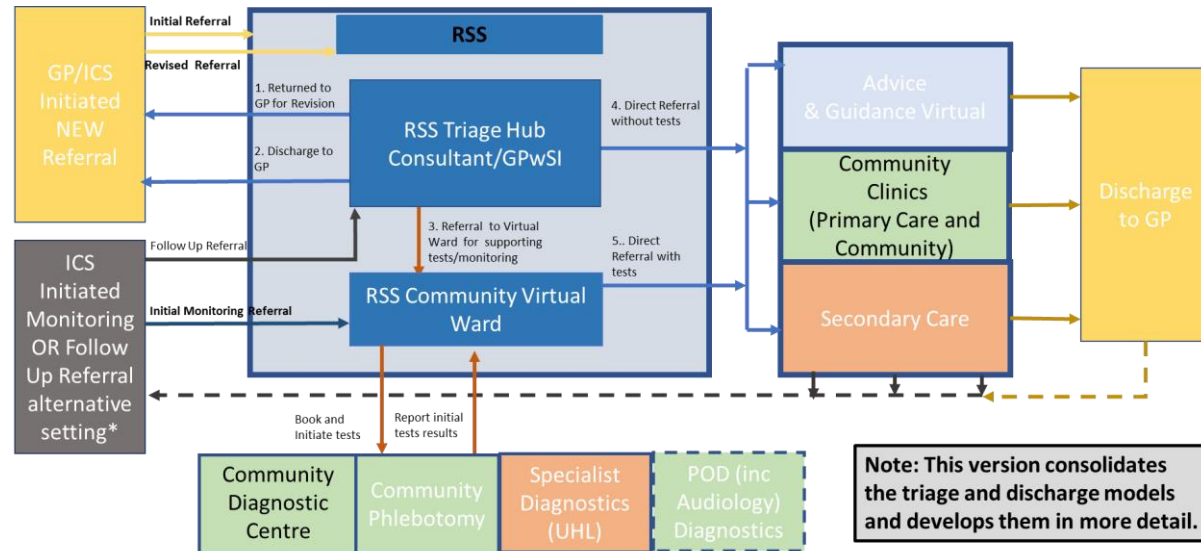 Initial Referral
RSS
Revised Referral
GP/ICS
Initiated
NEW
Referral
1. Returned to
GP for Revision
2. Discharge to
GP
RSS Triage Hub
Consultant/GPwSI
4. Direct Referral
without tests
Advice
& Guidance Virtual
Community
Clinics
(Primary Care and
Community)
Secondary Care
Discharge
to GP
Follow Up Referral
3. Referral to Virtual
Ward for supporting
tests/monitoring
5.. Direct
Referral with
tests
ICS
Initiated
Monitoring
OR Follow
Up Referral
alternative
setting*
Initial Monitoring Referral
RSS Community Virtual
Ward
Book and
Initiate tests
Report initial
tests results
Community
Diagnostic
Centre
Community
Phlebotomy
Specialist
Diagnostics
(UHL)
POD (inc
Audiology)
Diagnostics
Note: This version consolidates
the triage and discharge models
and develops them in more detail.